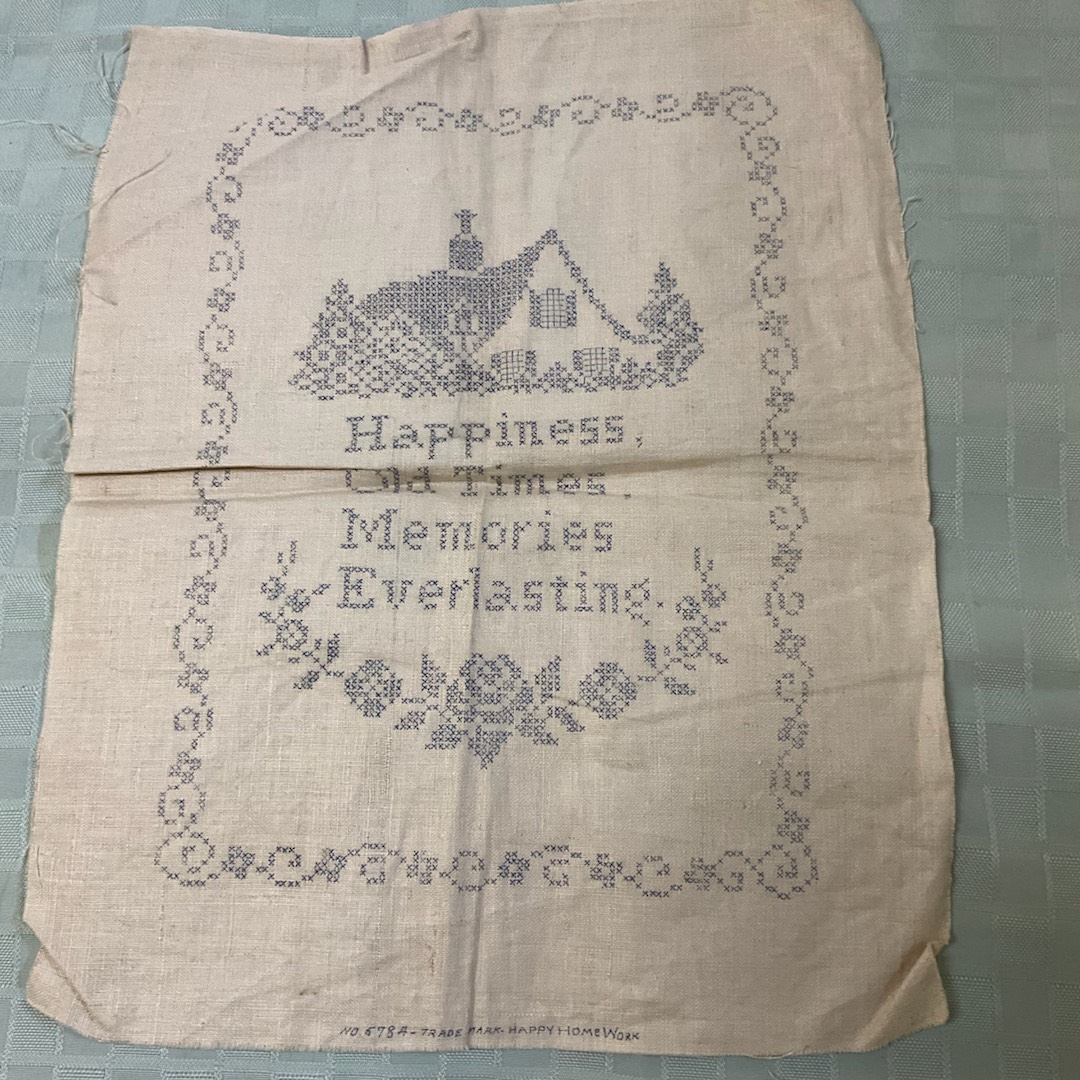 Happiness
Old Times
Memories
Everlasting
NO. 578A - TRADE MARK - HAPPY HOME WORK